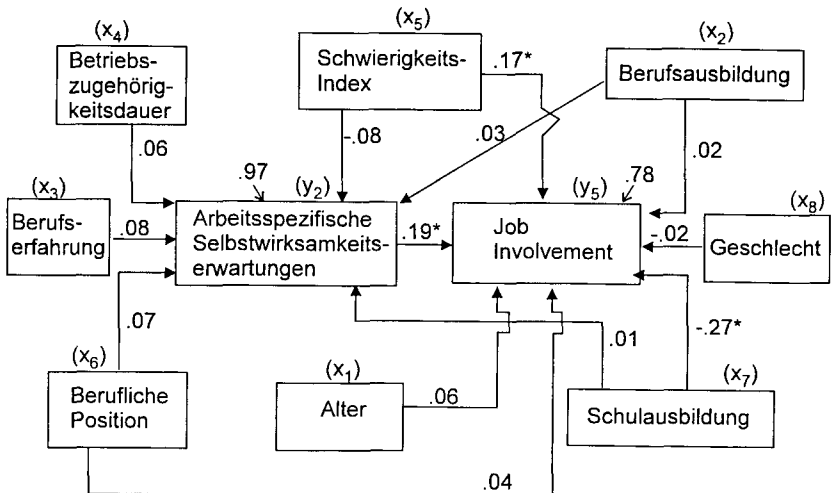 (x4)
Betriebs-
zugehörig-
keitsdauer
(x5)
Schwierigkeits-
Index
(x2)
Berufsausbildung
.17*
.06
-.08
.03
.02
.97
(y2)
Arbeitsspezifische
Selbstwirksamkeits-
erwartungen
(x3)
Berufs-
erfahrung
.08
.19*
.78
(y5)
Job
Involvement
(x8)
Geschlecht
-.02
.07
.01
-.27*
(x6)
Berufliche
Position
(x1)
Alter
.06
(x7)
Schulausbildung
.04